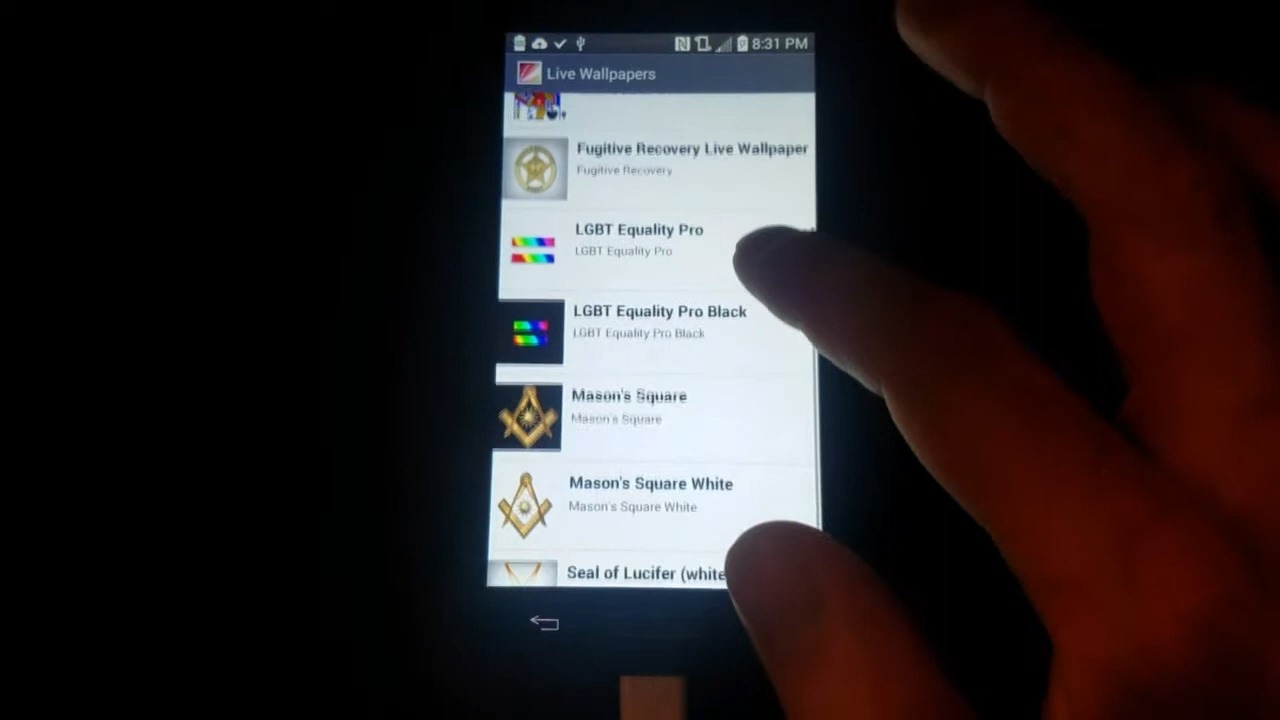 8:31 PM
Live Wallpapers
Fugitive Recovery Live Wallpaper
Fugitive Recovery
LGBT Equality Pro
LGBT Equality Pro
LGBT Equality Pro Black
LGBT Equality Pro Black
Mason's Square
Mason's Square
Mason's Square White
Mason's Square White
Seal of Lucifer (white